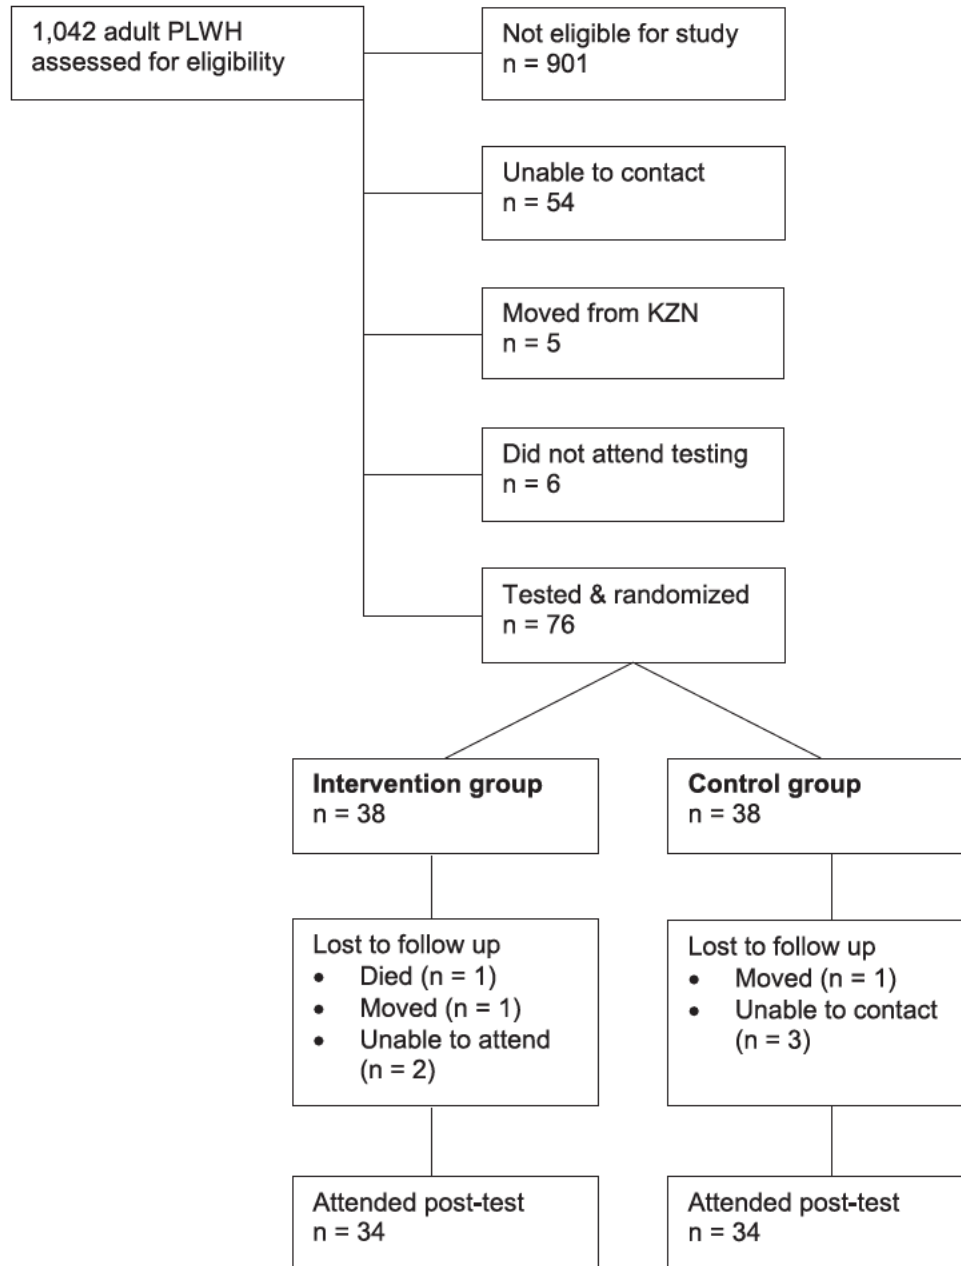 1,042 adult PLWH
assessed for eligibility
Not eligible for study
n = 901
Unable to contact
n = 54
Moved from KZN
n = 5
Did not attend testing
n = 6
Tested & randomized
n = 76
Intervention group
n = 38
Control group
n = 38
Lost to follow up
• Died (n = 1)
• Moved (n = 1)
• Unable to attend
(n = 2)
Lost to follow up
• Moved (n = 1)
• Unable to contact
(n = 3)
Attended post-test
n = 34
Attended post-test
n = 34